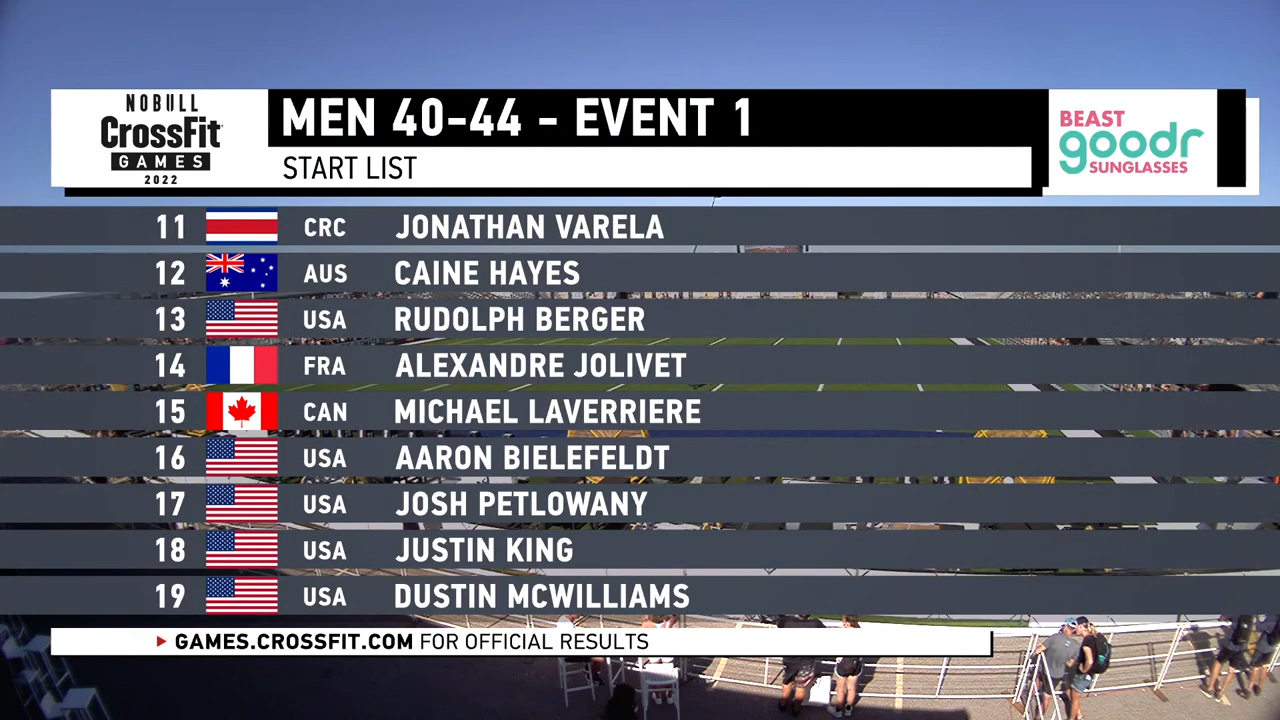 NOBULL
CrossFit
GAMES
2022
MEN 40-44 - EVENT 1
START LIST
BEAST
goodr
SUNGLASSES
11 CRC JONATHAN VARELA
12 AUS CAINE HAYES
13 USA RUDOLPH BERGER
14 FRA ALEXANDRE JOLIVET
15 CAN MICHAEL LAVERRIERE
16 USA AARON BIELEFELDT
17 USA JOSH PETLOWANY
18 USA JUSTIN KING
19 USA DUSTIN MCWILLIAMS
GAMES.CROSSFIT.COM FOR OFFICIAL RESULTS